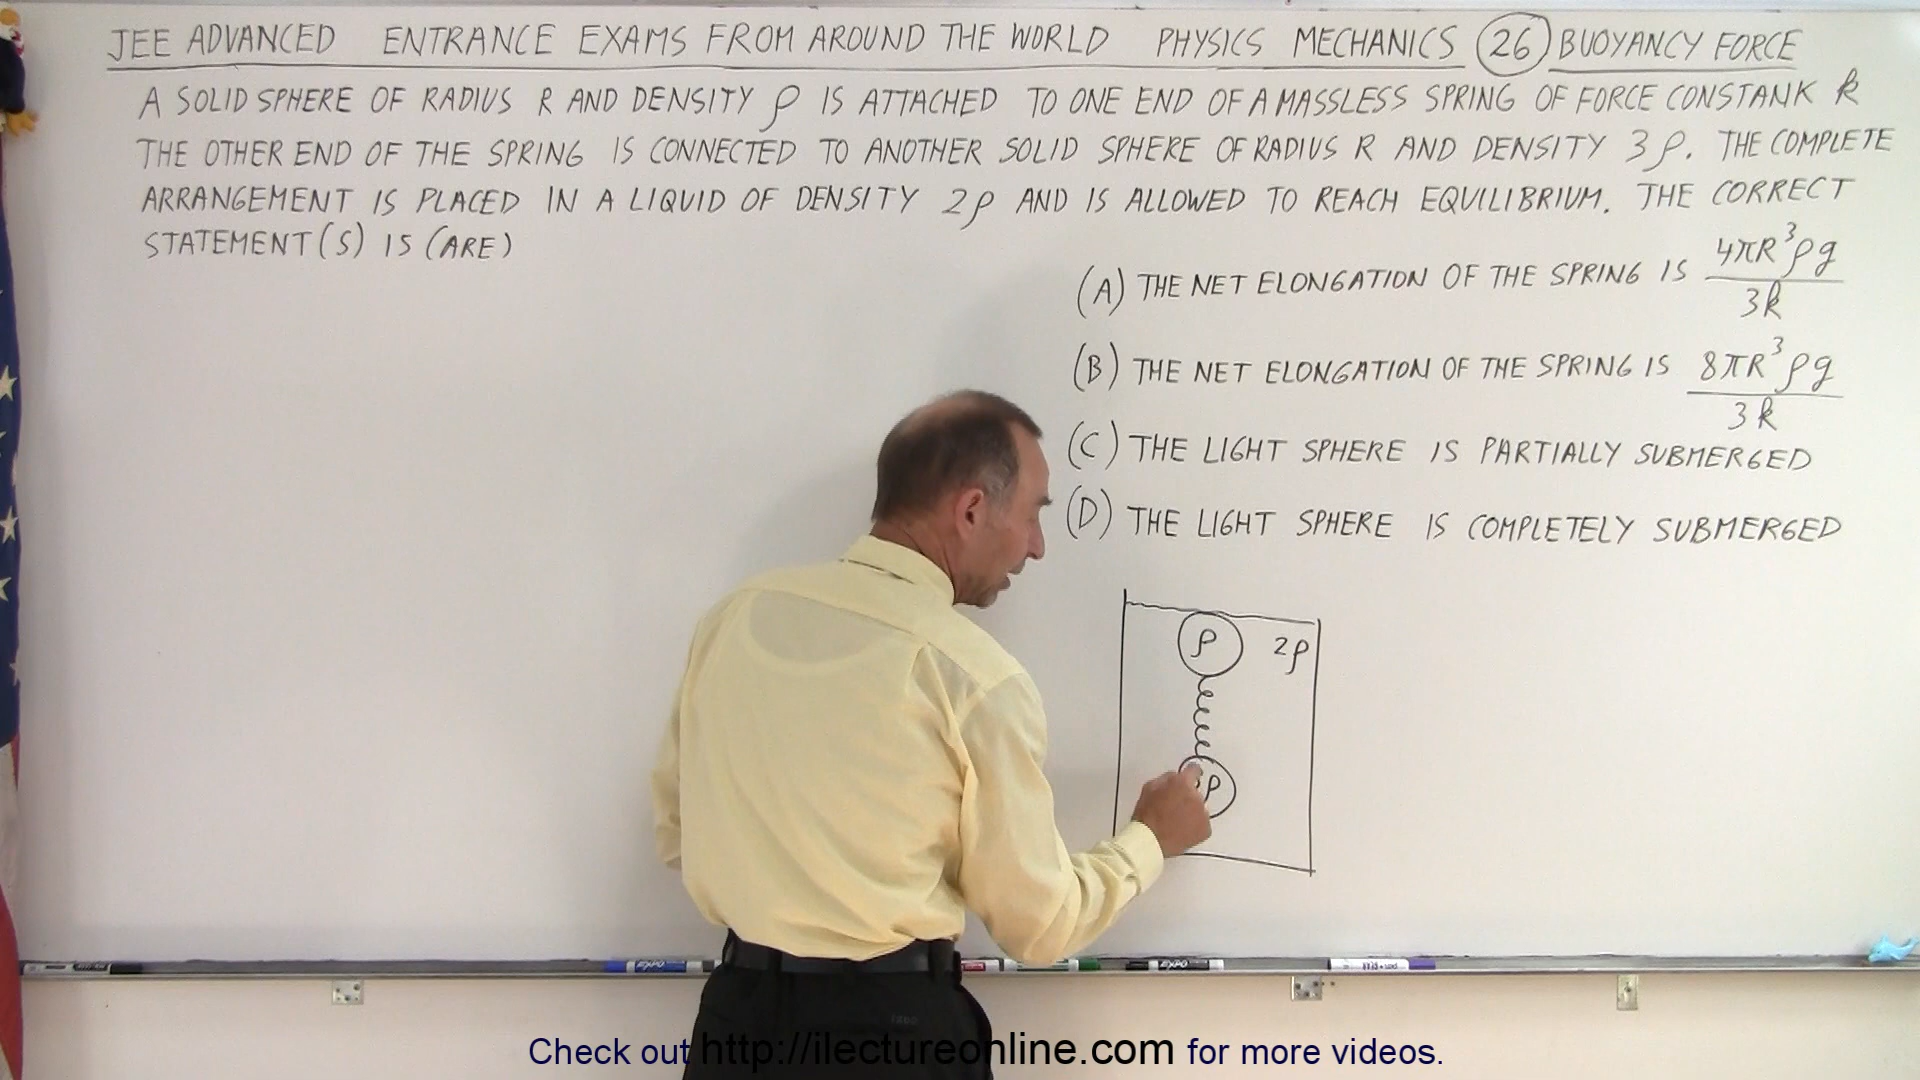 JEE ADVANCED ENTRANCE EXAMS FROM AROUND THE WORLD PHYSICS MECHANICS 26 BUOYANCY FORCE
A SOLID SPHERE OF RADIUS R AND DENSITY ρ IS ATTACHED TO ONE END OF A MASSLESS SPRING OF FORCE CONSTANK k
THE OTHER END OF THE SPRING IS CONNECTED TO ANOTHER SOLID SPHERE OF RADIUS R AND DENSITY 3ρ. THE COMPLETE
ARRANGEMENT IS PLACED IN A LIQUID OF DENSITY 2ρ AND IS ALLOWED TO REACH EQUILIBRIUM. THE CORRECT
STATEMENT(S) IS (ARE)
(A) THE NET ELONGATION OF THE SPRING IS 4πR³ρg / 3k
(B) THE NET ELONGATION OF THE SPRING IS 8πR³ρg / 3k
(C) THE LIGHT SPHERE IS PARTIALLY SUBMERGED
(D) THE LIGHT SPHERE IS COMPLETELY SUBMERGED
ρ 2ρ
ρ
EXPO EXPO
Check out http://ilectureonline.com for more videos.